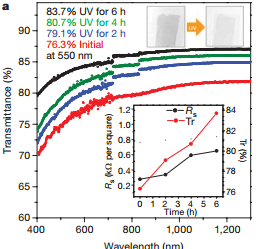 a
83.7% UV for 6 h
80.7% UV for 4 h
79.1% UV for 2 h
76.3% Initial
at 550 nm
UV
Transmittance (%)
90
85
80
75
70
65
60
400
600
800
1,000
1,200
Wavelength (nm)
Rs
Tr
Rs (kΩ per square)
1.2
1.0
0.8
0.6
0.4
0.2
0 1 2 3 4 5 6
Time (h)
84
82
80
78
76
Tr (%)